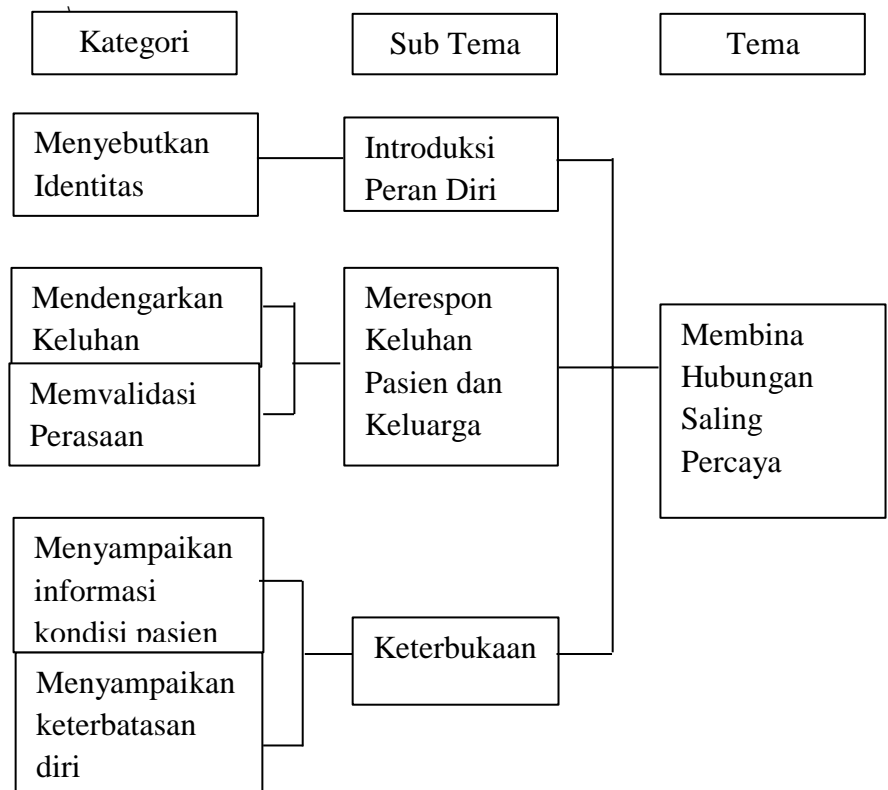 Kategori
Sub Tema
Tema
Menyebutkan
Identitas
Introduksi
Peran Diri
Mendengarkan
Keluhan
Memvalidasi
Perasaan
Merespon
Keluhan
Pasien dan
Keluarga
Membina
Hubungan
Saling
Percaya
Menyampaikan
informasi
kondisi pasien
Menyampaikan
keterbatasan
diri
Keterbukaan